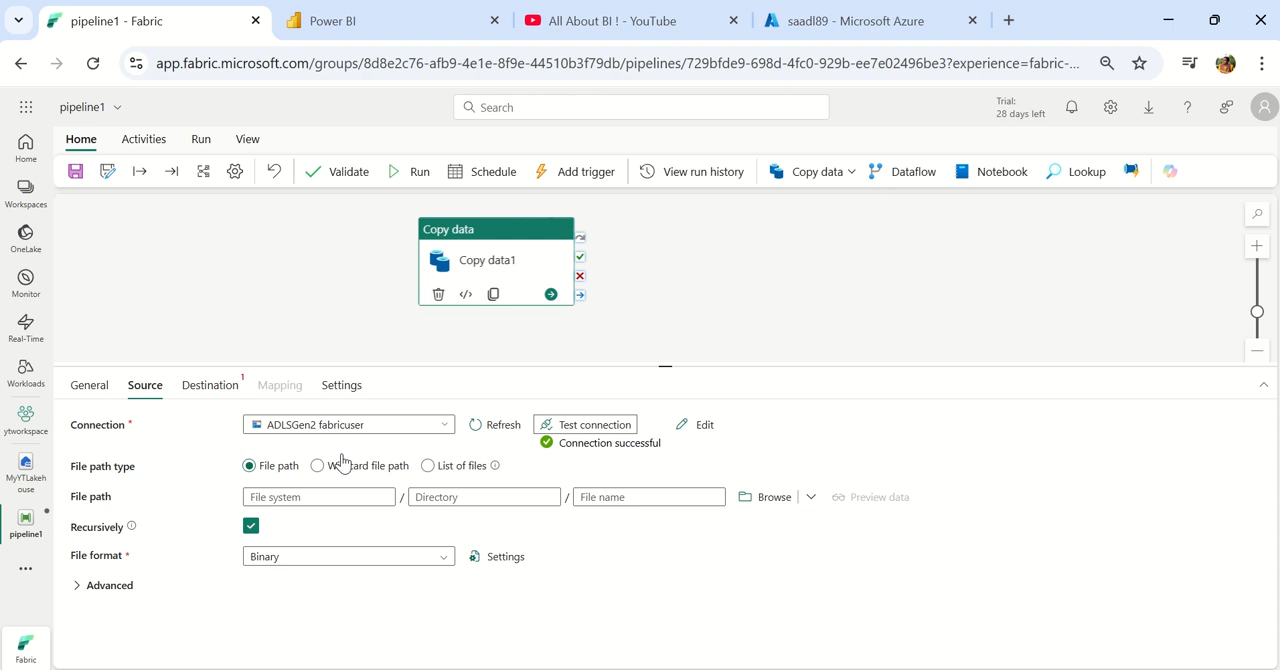 pipeline1 - Fabric
Power BI
All About BI ! - YouTube
saadl89 - Microsoft Azure
app.fabric.microsoft.com/groups/8d8e2c76-afb9-4e1e-8f9e-44510b3f79db/pipelines/729bfde9-698d-4fc0-929b-ee7e02496be3?experience=fabric-...
pipeline1
Search
Trial:
28 days left
Home Activities Run View
Validate Run Schedule Add trigger View run history Copy data Dataflow Notebook Lookup
Home
Workspaces
OneLake
Monitor
Real-Time
Workloads
ytworkspace
MyYTLakeh
ouse
pipeline1
Fabric
Copy data
Copy data1
General Source Destination 1 Mapping Settings
Connection * ADLSGen2 fabricuser Refresh Test connection Edit
Connection successful
File path type File path card file path List of files
File path File system / Directory / File name Browse Preview data
Recursively
File format * Binary Settings
Advanced